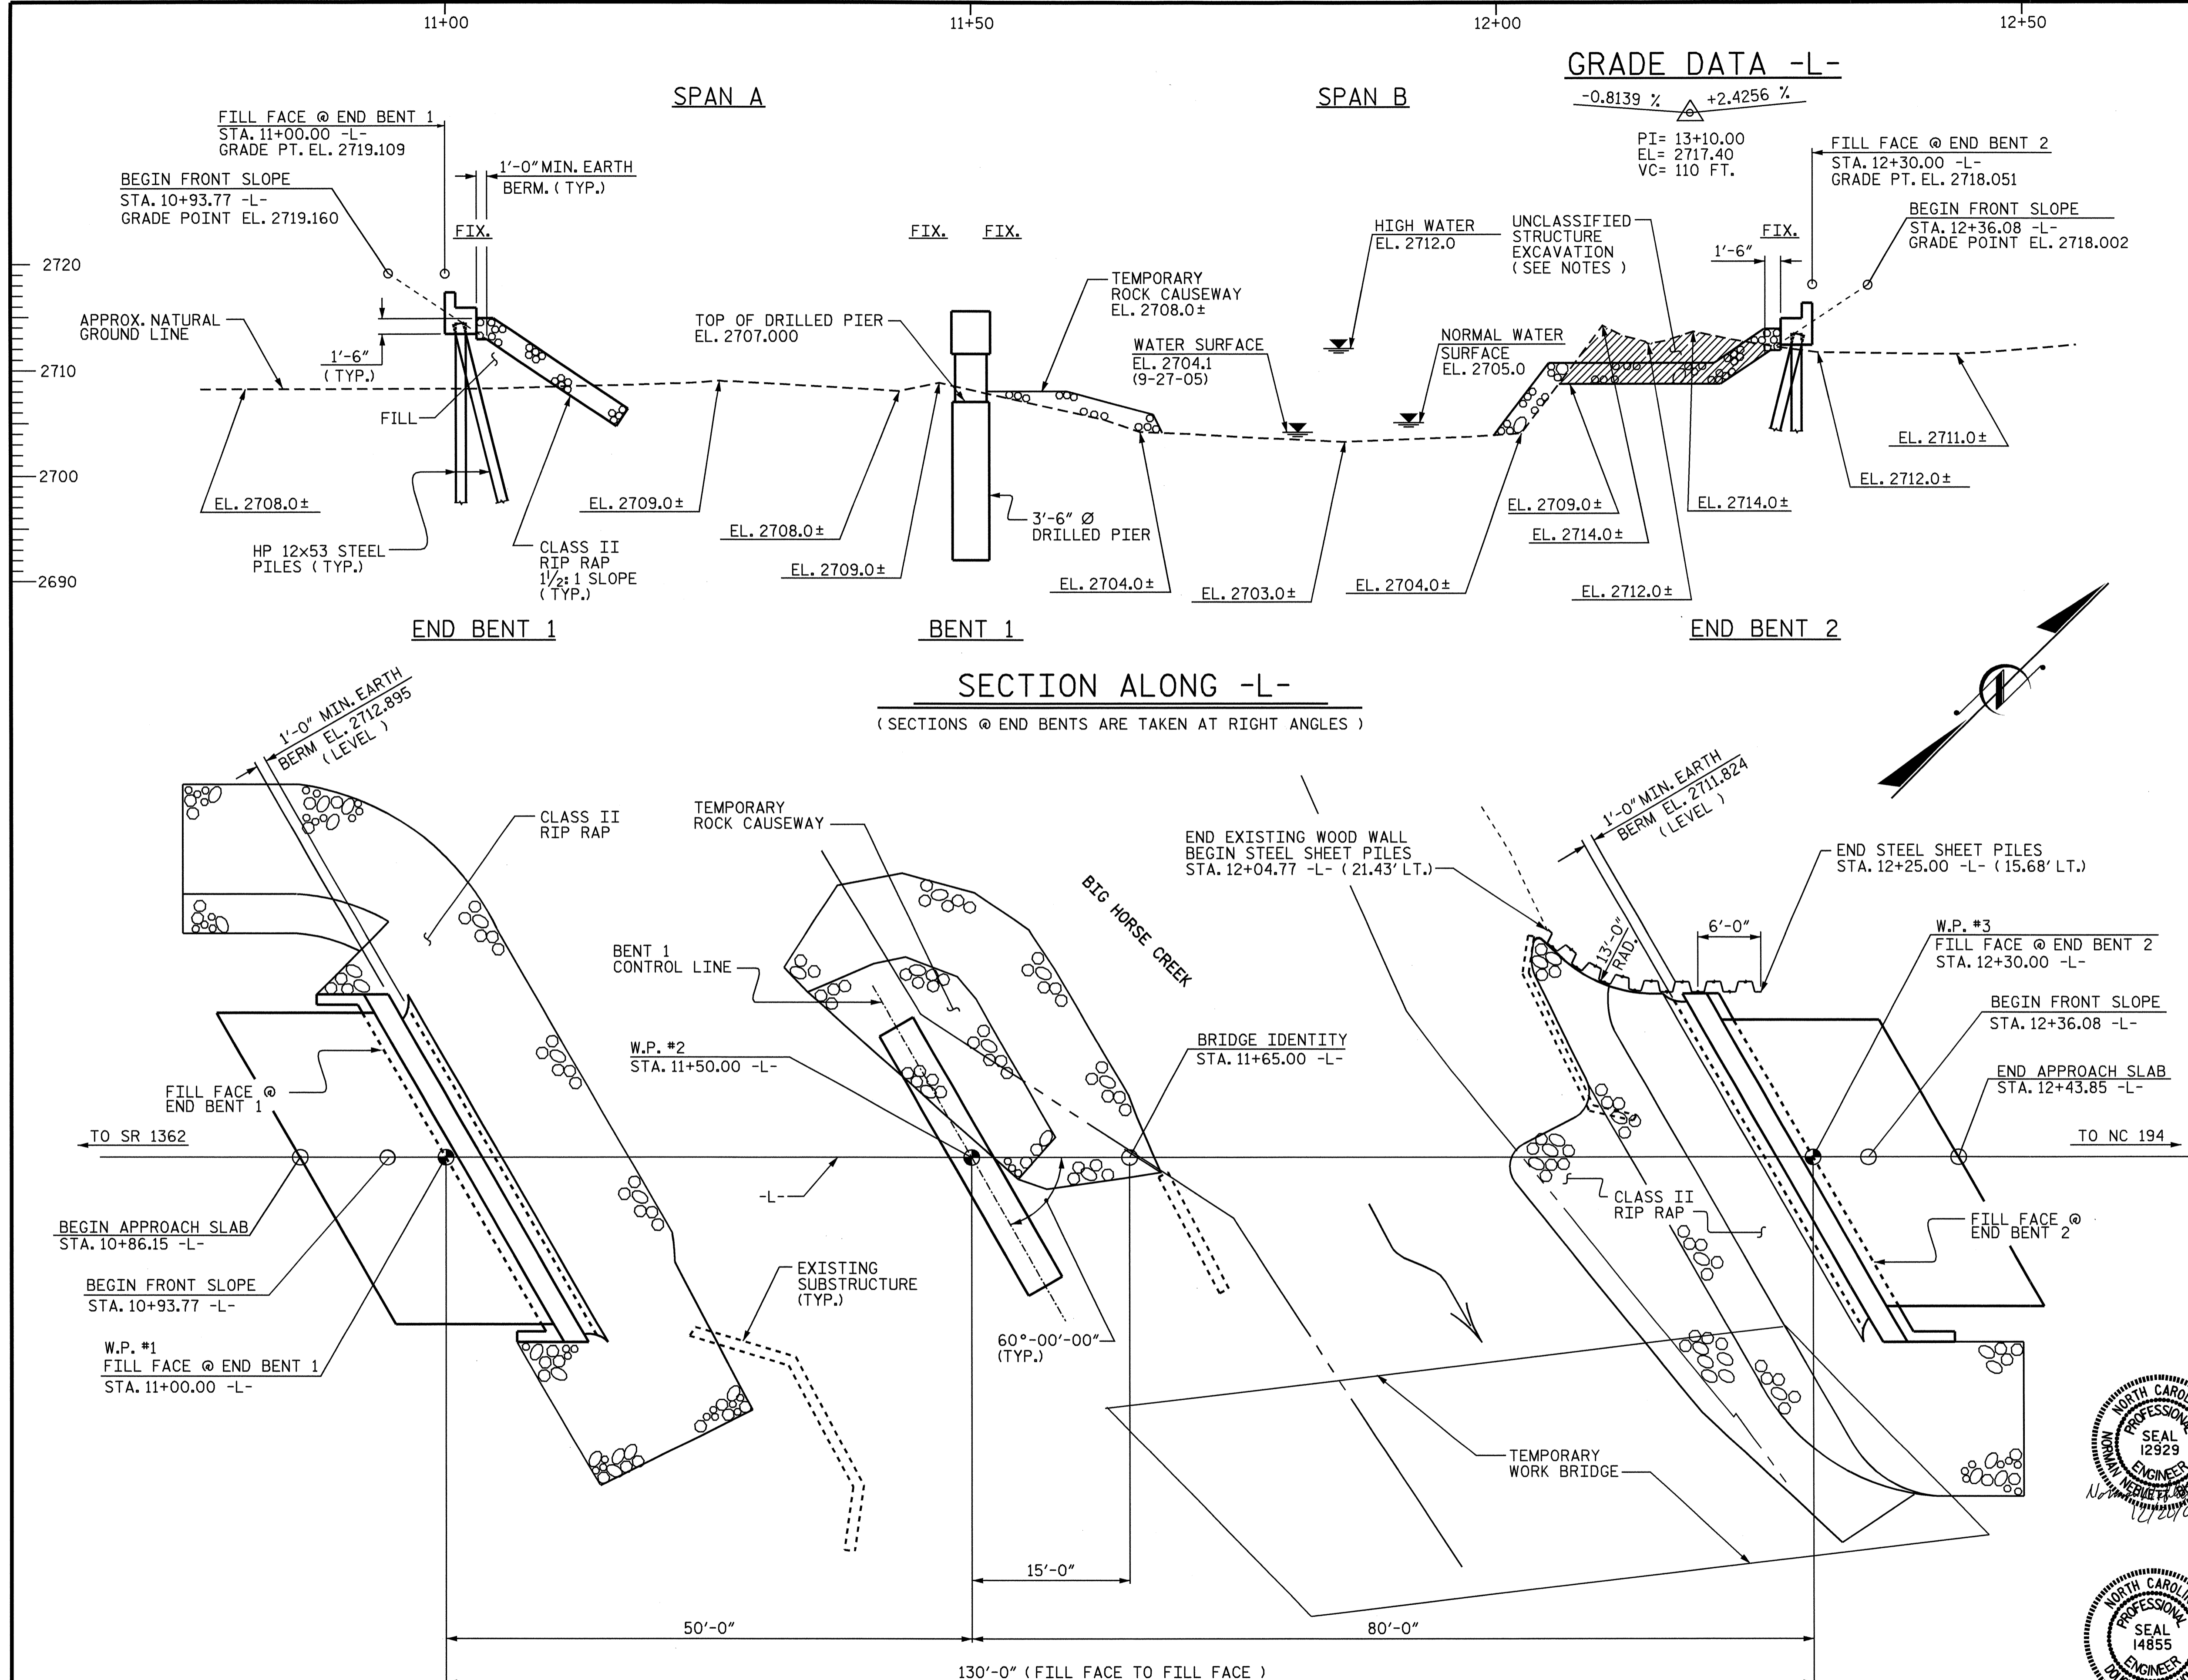 11+00
11+50
12+00
12+50
GRADE DATA -L-
-0.8139 %
+2.4256 %
PI= 13+10.00
EL= 2717.40
VC= 110 FT.
SPAN A
SPAN B
FILL FACE @ END BENT 1
STA. 11+00.00 -L-
GRADE PT. EL. 2719.109
BEGIN FRONT SLOPE
STA. 10+93.77 -L-
GRADE POINT EL. 2719.160
1'-0" MIN. EARTH
BERM. (TYP.)
FIX.
FIX.
FIX.
FIX.
HIGH WATER
EL. 2712.0
UNCLASSIFIED
STRUCTURE
EXCAVATION
( SEE NOTES )
1'-6"
FILL FACE @ END BENT 2
STA. 12+30.00 -L-
GRADE PT. EL. 2718.051
BEGIN FRONT SLOPE
STA. 12+36.08 -L-
GRADE POINT EL. 2718.002
2720
2710
2700
2690
APPROX. NATURAL
GROUND LINE
1'-6"
(TYP.)
TOP OF DRILLED PIER
EL. 2707.000
TEMPORARY
ROCK CAUSEWAY
EL. 2708.0±
WATER SURFACE
EL. 2704.1
(9-27-05)
NORMAL WATER
SURFACE
EL. 2705.0
FILL
EL. 2708.0±
HP 12x53 STEEL
PILES (TYP.)
CLASS II
RIP RAP
1 1/2: 1 SLOPE
(TYP.)
EL. 2709.0±
EL. 2708.0±
EL. 2709.0±
3'-6" Ø
DRILLED PIER
EL. 2704.0±
EL. 2703.0±
EL. 2704.0±
EL. 2709.0±
EL. 2714.0±
EL. 2712.0±
EL. 2714.0±
EL. 2712.0±
EL. 2711.0±
END BENT 1
BENT 1
END BENT 2
SECTION ALONG -L-
( SECTIONS @ END BENTS ARE TAKEN AT RIGHT ANGLES )
1'-0" MIN. EARTH
BERM EL. 2712.895
( LEVEL )
CLASS II
RIP RAP
TEMPORARY
ROCK CAUSEWAY
BIG HORSE CREEK
END EXISTING WOOD WALL
BEGIN STEEL SHEET PILES
STA. 12+04.77 -L- ( 21.43' LT.)
1'-0" MIN. EARTH
BERM EL. 2711.824
( LEVEL )
END STEEL SHEET PILES
STA. 12+25.00 -L- (15.68' LT.)
13'-0"
RAD.
6'-0"
W.P. #3
FILL FACE @ END BENT 2
STA. 12+30.00 -L-
BENT 1
CONTROL LINE
W.P. #2
STA. 11+50.00 -L-
BRIDGE IDENTITY
STA. 11+65.00 -L-
BEGIN FRONT SLOPE
STA. 12+36.08 -L-
END APPROACH SLAB
STA. 12+43.85 -L-
FILL FACE @
END BENT 1
TO SR 1362
TO NC 194
-L-
BEGIN APPROACH SLAB
STA. 10+86.15 -L-
BEGIN FRONT SLOPE
STA. 10+93.77 -L-
W.P. #1
FILL FACE @ END BENT 1
STA. 11+00.00 -L-
EXISTING
SUBSTRUCTURE
(TYP.)
60°-00'-00"
(TYP.)
CLASS II
RIP RAP
FILL FACE @
END BENT 2
TEMPORARY
WORK BRIDGE
15'-0"
50'-0"
80'-0"
130'-0" ( FILL FACE TO FILL FACE )
NORTH CAROL
PROFESSIONAL
SEAL
12929
ENGINEER
NORMAN
NORTH CAROLI
PROFESSIONAL
SEAL
14855
ENGINEER